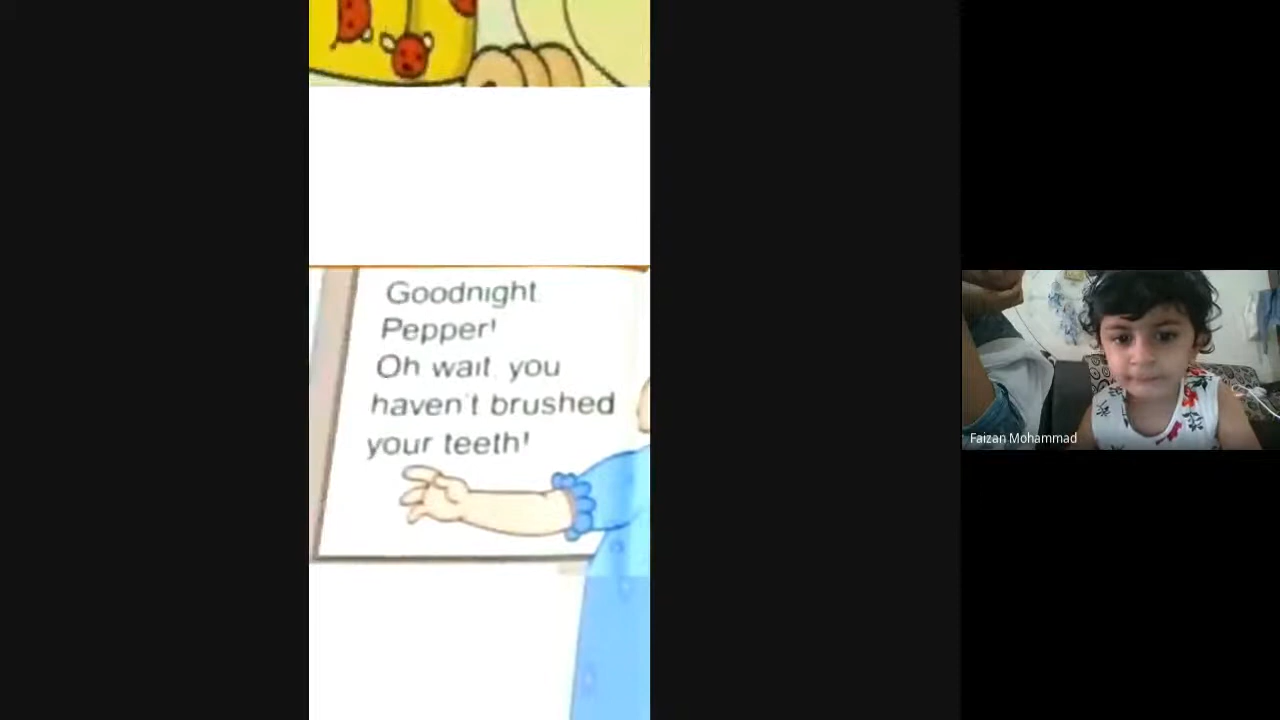 Goodnight
Pepper!
Oh wait, you
haven't brushed
your teeth!
Faizan Mohammad